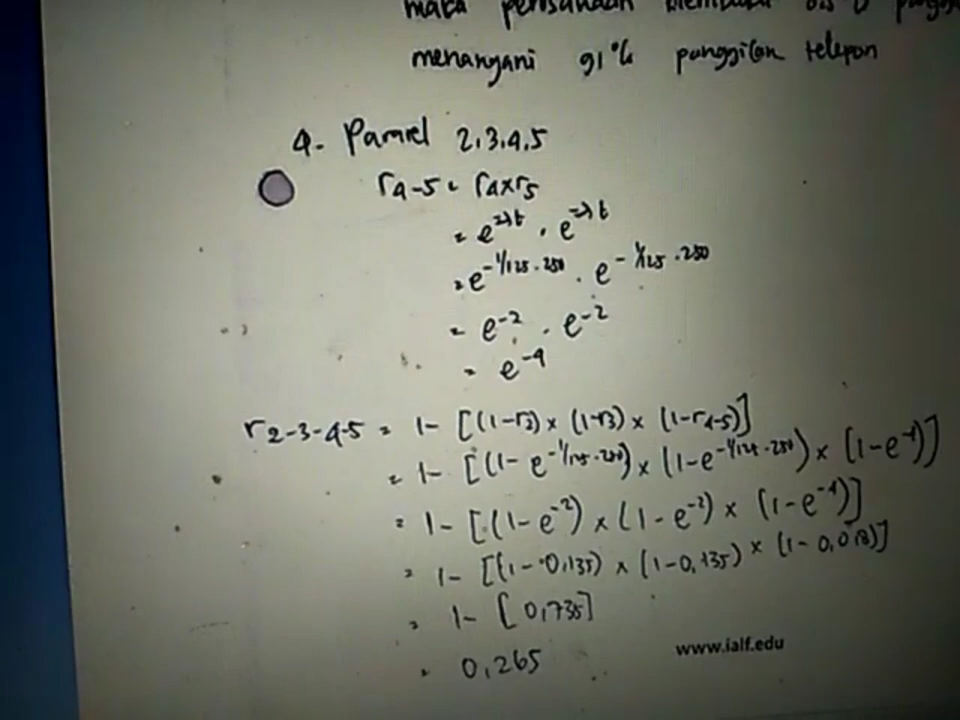 maka perusahaan
menangani 91% panggilan telepon
4. Pararel 2,3,4,5
r4-5 = r4xr5
= e^-λt . e^-λt
= e^-1/125 . 250 . e^-1/125 . 250
= e^-2 . e^-2
= e^-4
r2-3-4-5 = 1- [(1-r2) x (1-r3) x (1-r4-5)]
= 1- [(1- e^-1/125 . 250) x (1-e^-1/125 . 250) x (1-e^-4)]
= 1- [(1-e^-2) x (1-e^-2) x (1-e^-4)]
= 1- [(1-0,135) x (1-0,135) x (1-0,018)]
= 1- [0,735]
= 0,265
www.ialf.edu